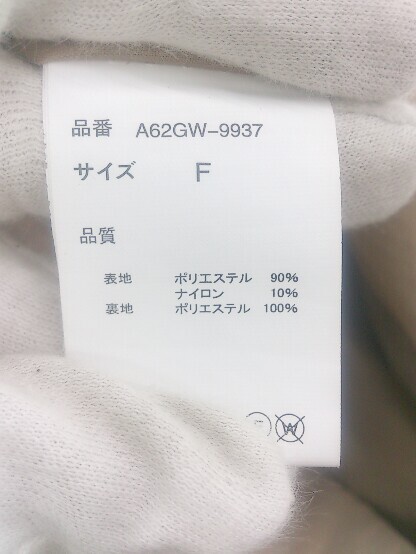 品番 A62GW-9937
サイズ F
品質
表地 ポリエステル 90%
ナイロン 10%
裏地 ポリエステル 100%
W